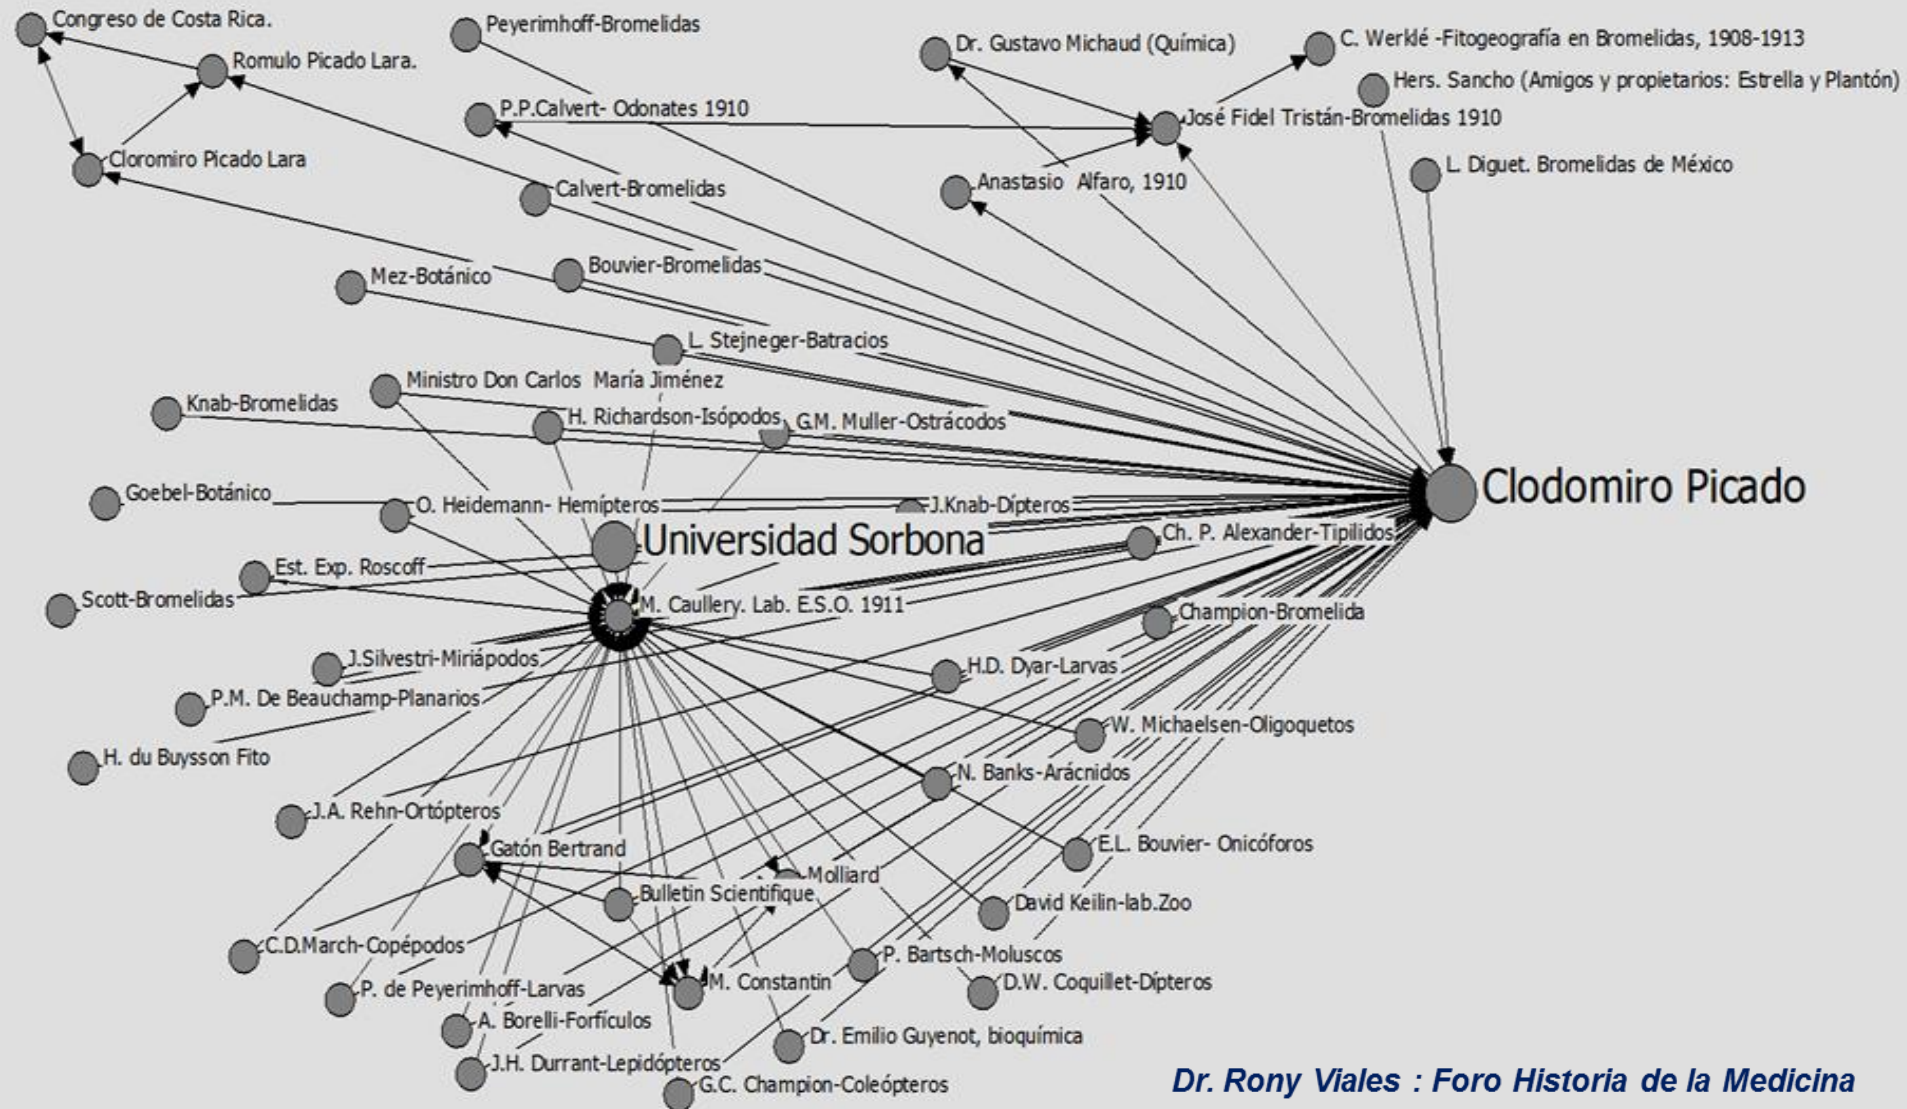 Congreso de Costa Rica.
Peyerimhoff-Bromelidas
Dr. Gustavo Michaud (Química)
C. Werklé -Fitogeografía en Bromelidas, 1908-1913
Romulo Picado Lara.
Hers. Sancho (Amigos y propietarios: Estrella y Plantón)
P.P.Calvert- Odonates 1910
José Fidel Tristán-Bromelidas 1910
Cloromiro Picado Lara
L. Diguet. Bromelidas de México
Calvert-Bromelidas
Anastasio Alfaro, 1910
Bouvier-Bromelidas
Mez-Botánico
L. Stejneger-Batracios
Ministro Don Carlos María Jiménez
Knab-Bromelidas
H. Richardson-Isópodos
G.M. Muller-Ostrácodos
Clodomiro Picado
Goebel-Botánico
O. Heidemann- Hemípteros
J.Knab-Dípteros
Universidad Sorbona
Ch. P. Alexander-Tipilidos
Est. Exp. Roscoff
Scott-Bromelidas
M. Caullery. Lab. E.S.O. 1911
Champion-Bromelida
J.Silvestri-Miriápodos
H.D. Dyar-Larvas
P.M. De Beauchamp-Planarios
W. Michaelsen-Oligoquetos
H. du Buysson Fito
N. Banks-Arácnidos
J.A. Rehn-Ortópteros
E.L. Bouvier- Onicóforos
Gatón Bertrand
Molliard
Bulletin Scientifique
David Keilin-lab.Zoo
C.D.March-Copépodos
P. Bartsch-Moluscos
M. Constantin
D.W. Coquillet-Dípteros
P. de Peyerimhoff-Larvas
A. Borelli-Forfículos
Dr. Emilio Guyenot, bioquímica
J.H. Durrant-Lepidópteros
G.C. Champion-Coleópteros
Dr. Rony Viales : Foro Historia de la Medicina